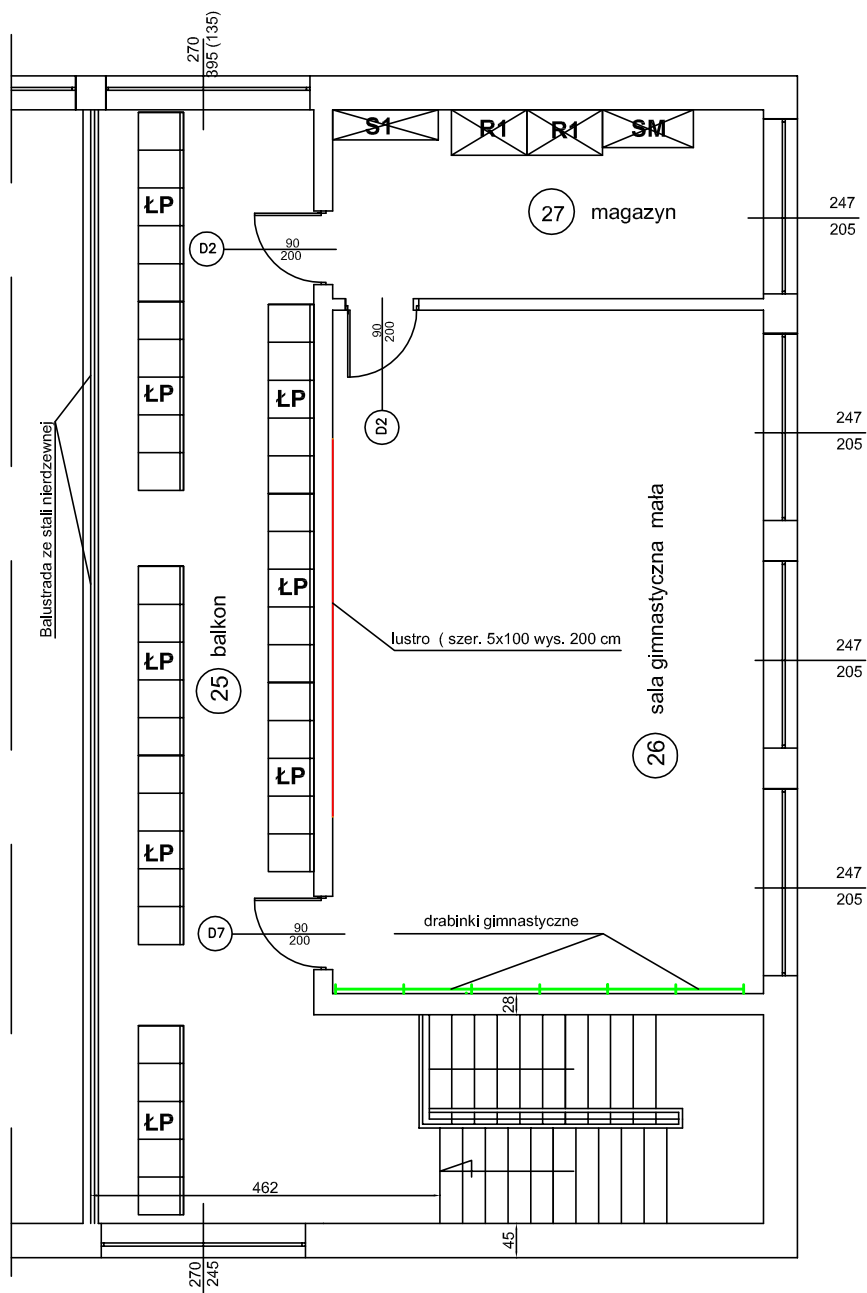 270
395 (135)
S1
R1
R1
SM
ŁP
27 magazyn
247
205
D2
90
200
90
200
ŁP
ŁP
D2
247
205
Balustrada ze stali nierdzewnej
25 balkon
ŁP
lustro ( szer. 5x100 wys. 200 cm
26 sala gimnastyczna mała
ŁP
247
205
ŁP
ŁP
247
205
D7
90
200
drabinki gimnastyczne
28
ŁP
462
45
270
245